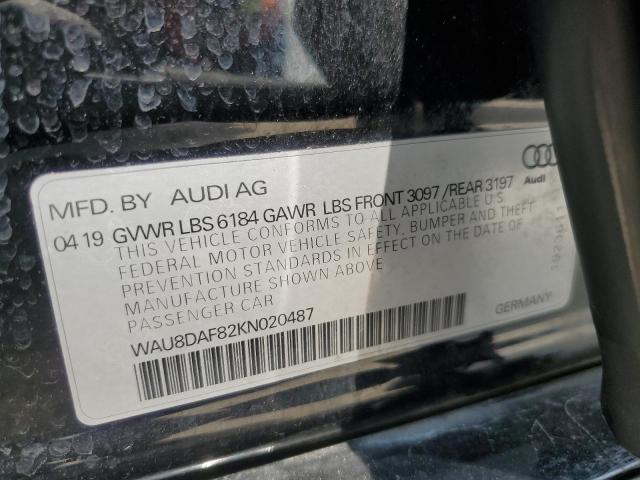 MFD. BY AUDI AG
04 19 GVWR LBS 6184 GAWR LBS FRONT 3097 /REAR 3197
THIS VEHICLE CONFORMS TO ALL APPLICABLE U.S.
FEDERAL MOTOR VEHICLE SAFETY, BUMPER AND THEFT
PREVENTION STANDARDS IN EFFECT ON THE DATE OF
MANUFACTURE SHOWN ABOVE
PASSENGER CAR
WAU8DAF82KN020487
Audi
GERMANY